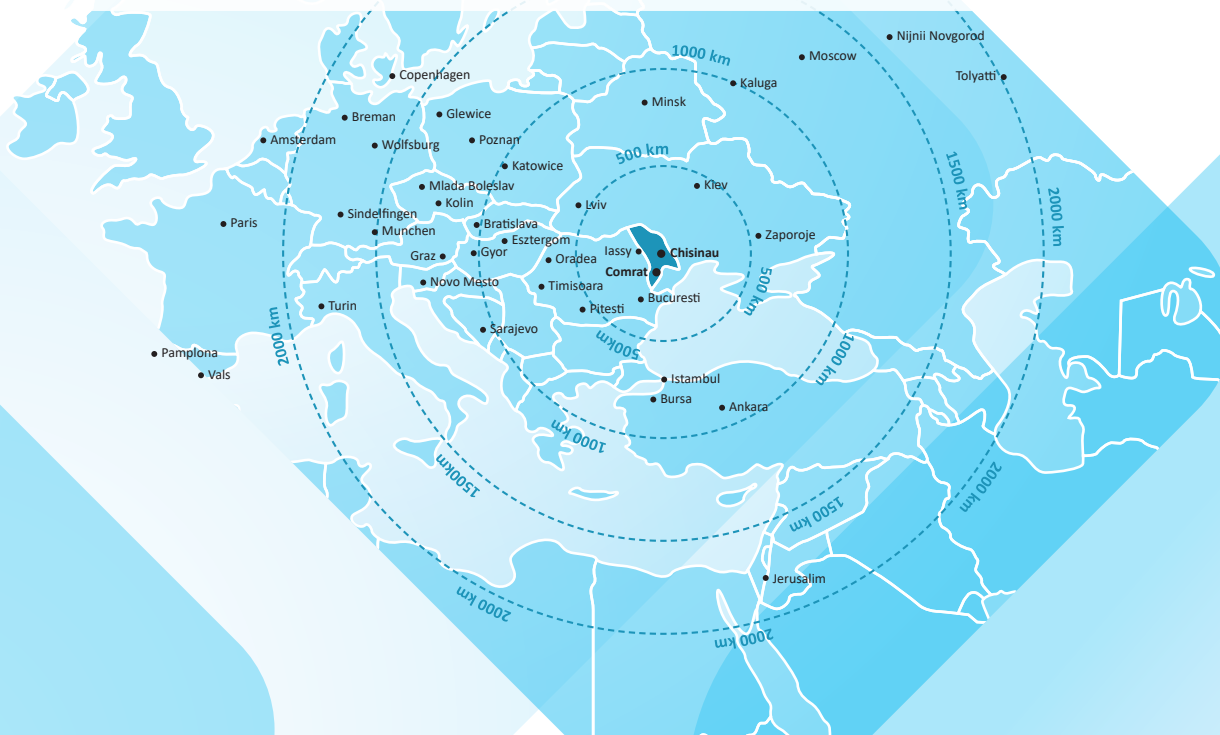 Nijnii Novgorod
1000 km
Moscow
Copenhagen
Tolyatti
Kaluga
Minsk
Breman
Glewice
Amsterdam
Wolfsburg
Poznan
500 km
Katowice
1500 km
Mlada Boleslav
Kiev
Kolin
Lviv
2000 km
Sindelfingen
Paris
Bratislava
Munchen
Zaporoje
Esztergom
Graz
Gyor
Iassy
Chisinau
Oradea
Comrat
Novo Mesto
Timisoara
500 km
Bucuresti
Turin
Pitesti
2000 km
Sarajevo
500km
Pamplona
1000 km
Vals
Istambul
Bursa
Ankara
1000 km
1500km
2000 km
1500 km
Jerusalim
2000 km
2000 km